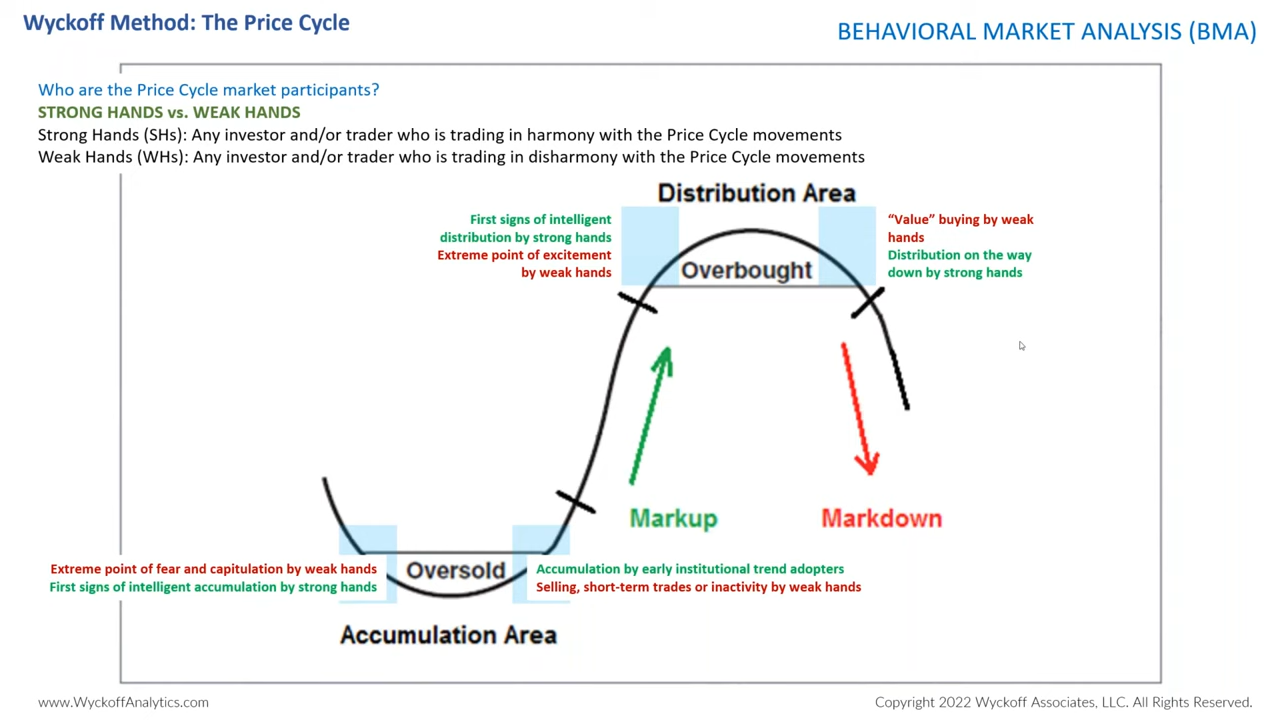 Wyckoff Method: The Price Cycle
BEHAVIORAL MARKET ANALYSIS (BMA)
Who are the Price Cycle market participants?
STRONG HANDS vs. WEAK HANDS
Strong Hands (SHs): Any investor and/or trader who is trading in harmony with the Price Cycle movements
Weak Hands (WHs): Any investor and/or trader who is trading in disharmony with the Price Cycle movements
Distribution Area
First signs of intelligent
distribution by strong hands
Extreme point of excitement
by weak hands
Overbought
“Value” buying by weak
hands
Distribution on the way
down by strong hands
Markup
Markdown
Extreme point of fear and capitulation by weak hands
First signs of intelligent accumulation by strong hands
Oversold
Accumulation by early institutional trend adopters
Selling, short-term trades or inactivity by weak hands
Accumulation Area
www.WyckoffAnalytics.com
Copyright 2022 Wyckoff Associates, LLC. All Rights Reserved.